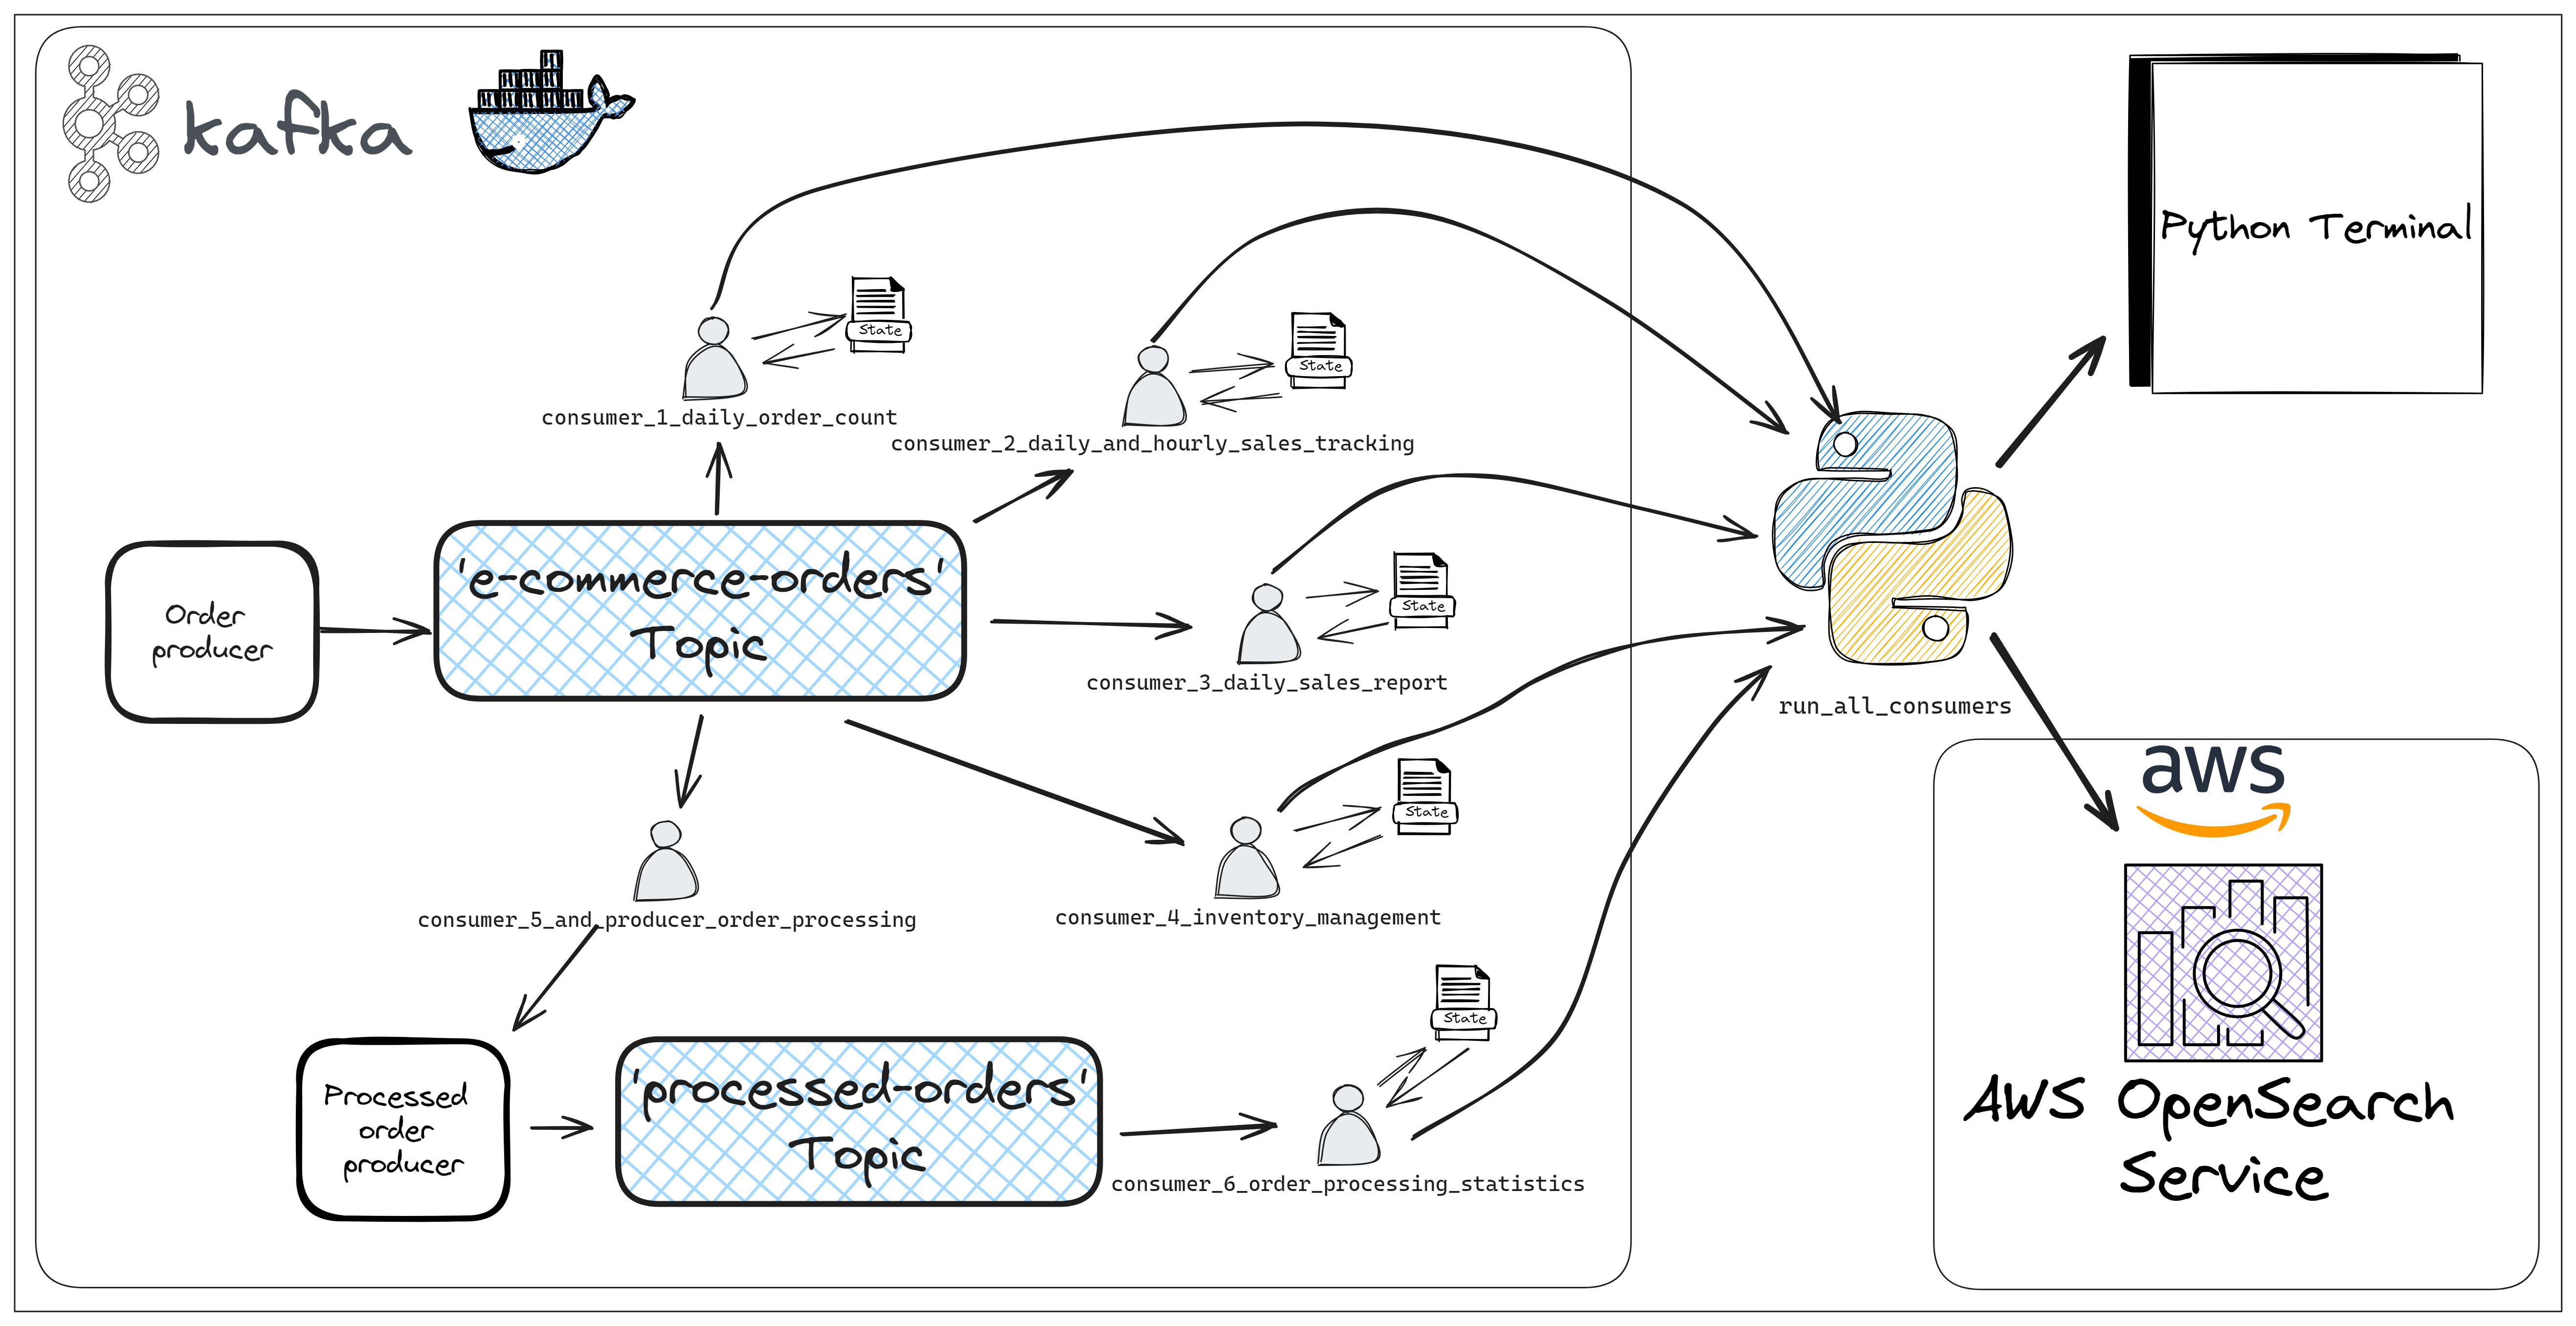 kafka
Python Terminal
State
consumer_1_daily_order_count
State
consumer_2_daily_and_hourly_sales_tracking
Order
producer
'e-commerce-orders'
Topic
State
consumer_3_daily_sales_report
run_all_consumers
State
consumer_4_inventory_management
consumer_5_and_producer_order_processing
Processed
order
producer
'processed-orders'
Topic
State
consumer_6_order_processing_statistics
aws
AWS OpenSearch
Service